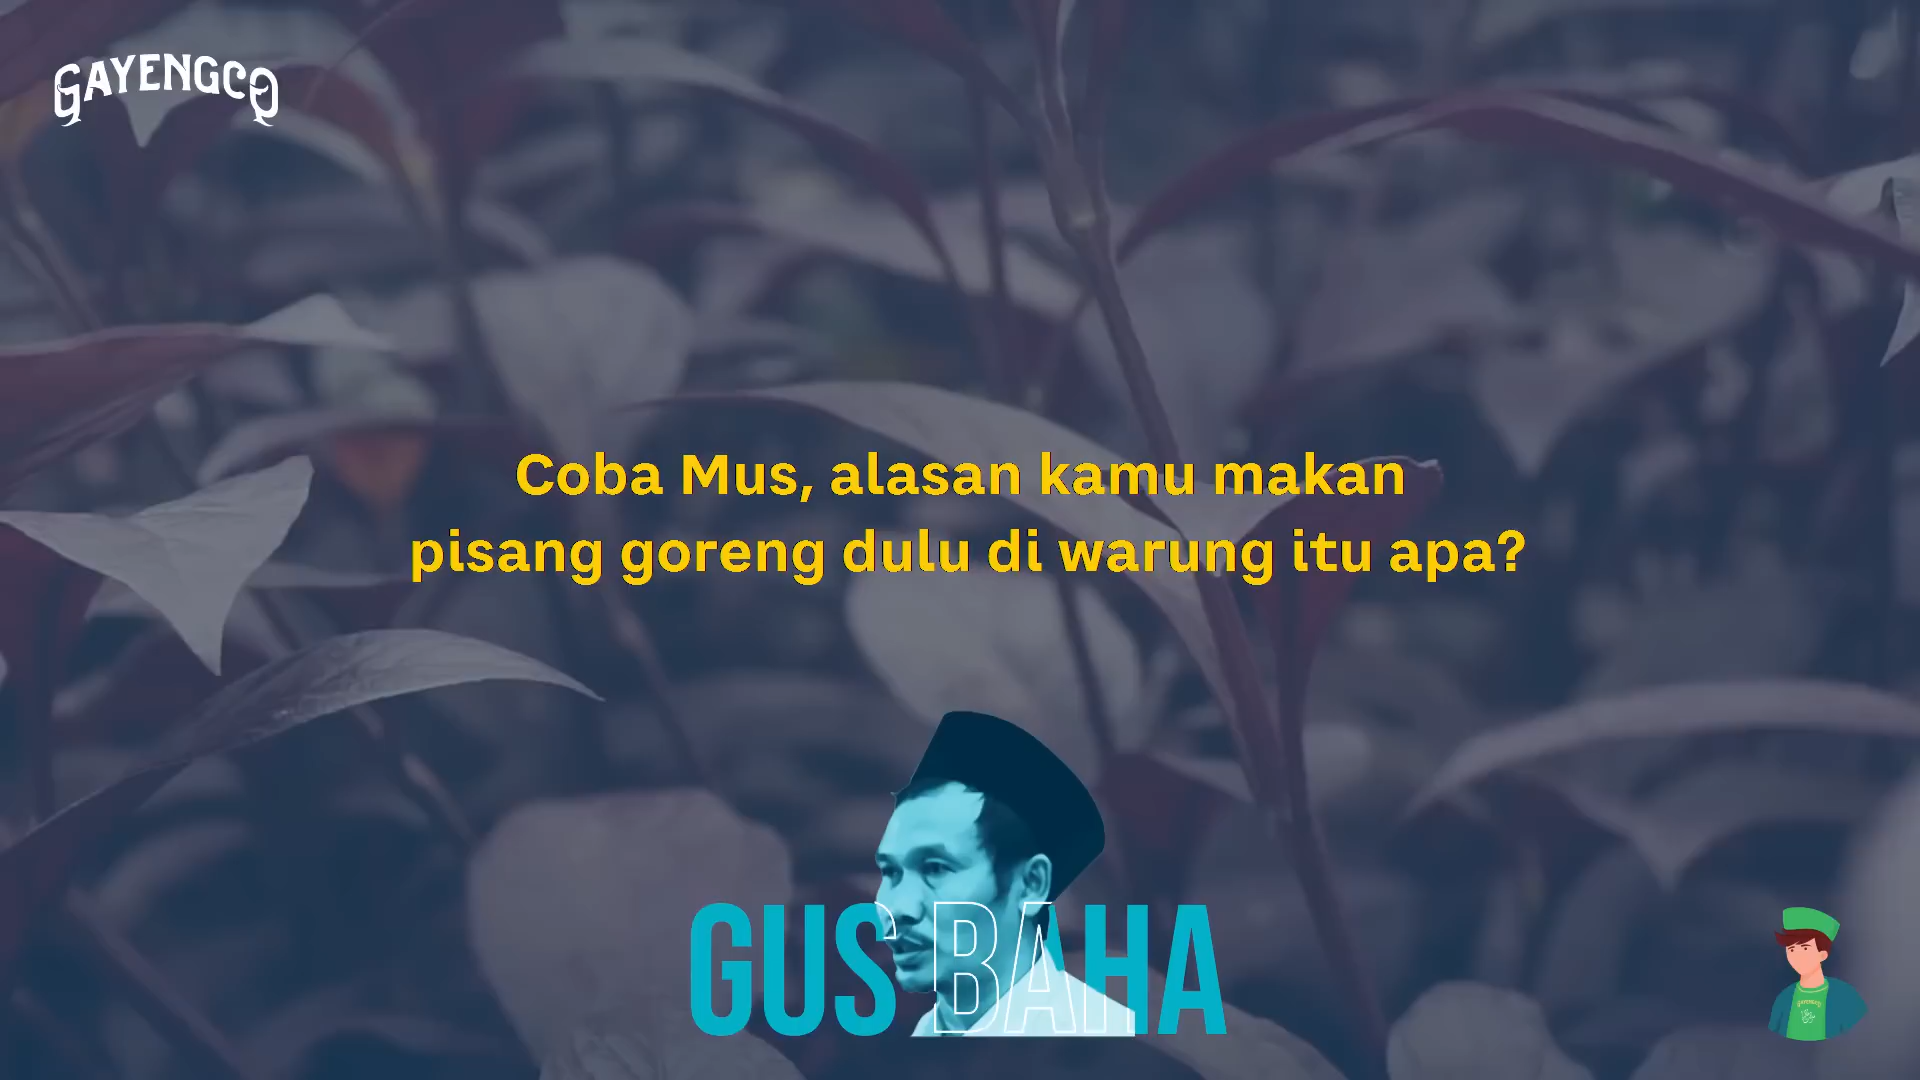 GAYENGCO
Coba Mus, alasan kamu makan
pisang goreng dulu di warung itu apa?
GUS BAHA